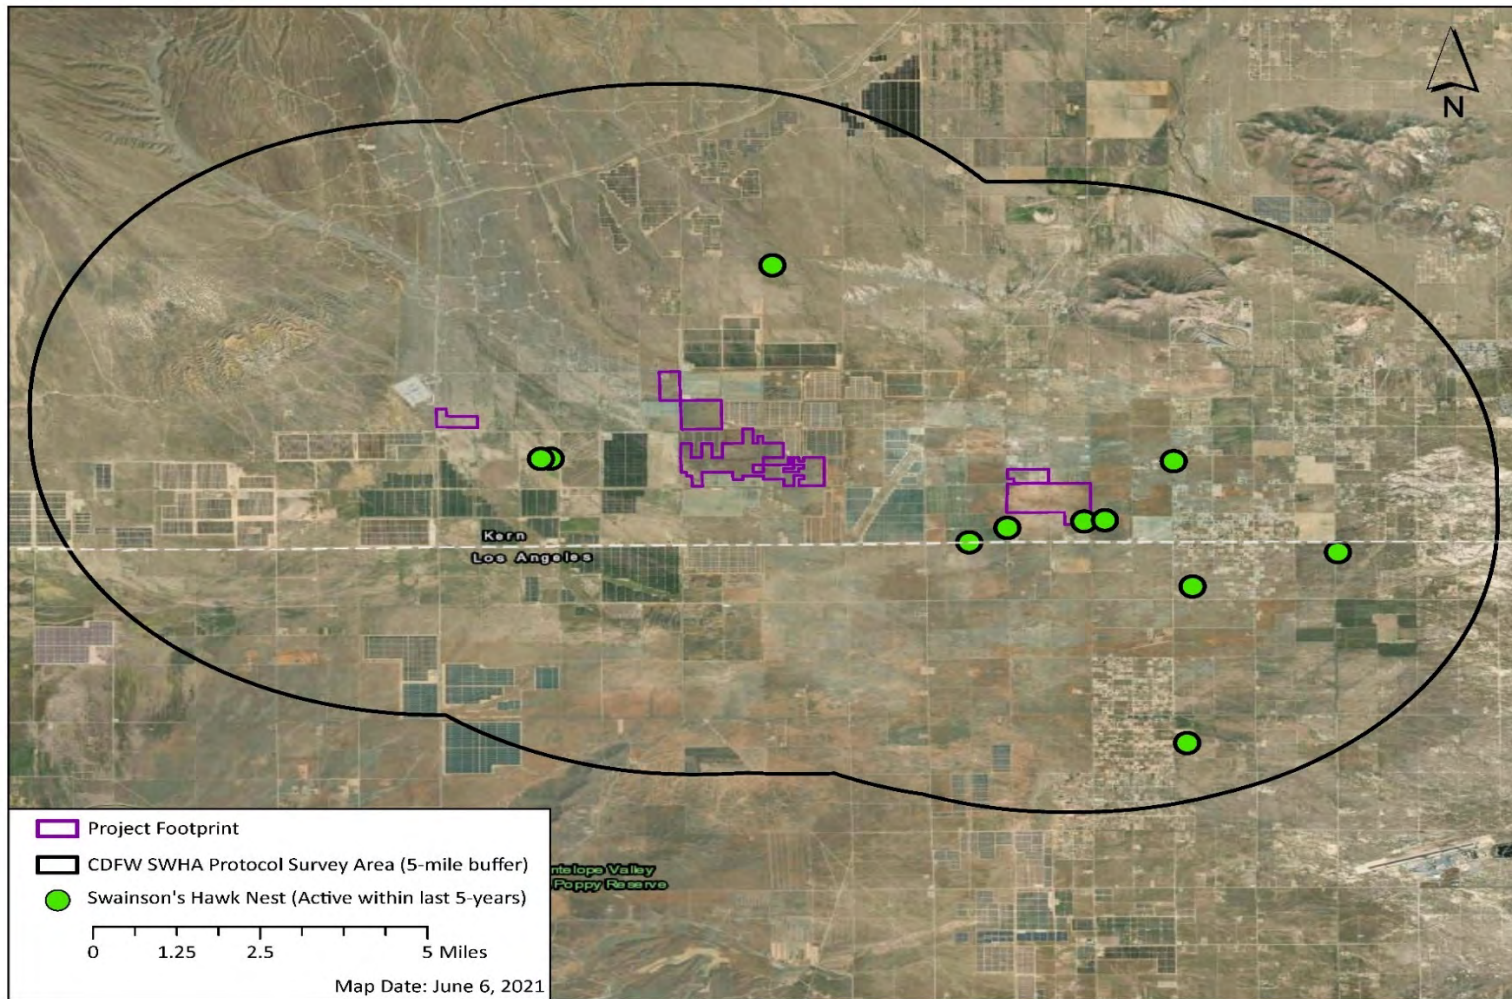 N
Kern
Los Angeles
Project Footprint
CDFW SWHA Protocol Survey Area (5-mile buffer)
Swainson's Hawk Nest (Active within last 5-years)
0 1.25 2.5 5 Miles
Map Date: June 6, 2021
ntelope Valley
Poppy Reserve